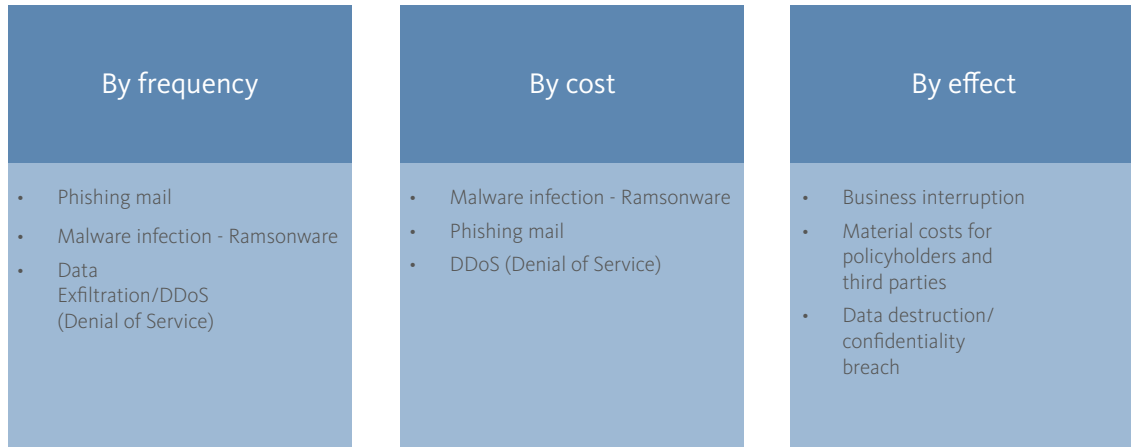 By frequency
• Phishing mail
• Malware infection - Ramsonware
• Data
Exfiltration/DDoS
(Denial of Service)
By cost
• Malware infection - Ramsonware
• Phishing mail
• DDoS (Denial of Service)
By effect
• Business interruption
• Material costs for
policyholders and
third parties
• Data destruction/
confidentiality
breach